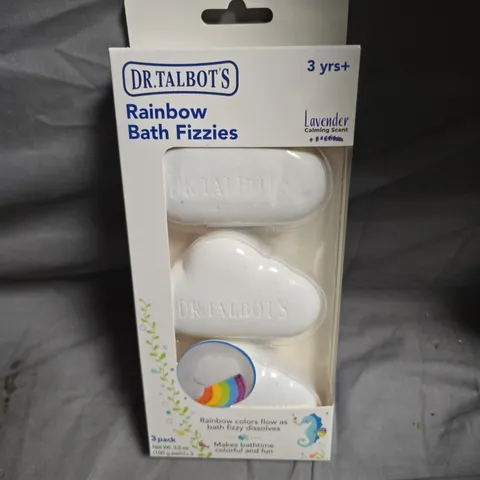 DR.TALBOT'S
3 yrs+
Rainbow
Bath Fizzies
Lavender
Calming Scent
DR.TALBOT'S
DR.TALBOT'S
Rainbow colors flow as
bath fizzy dissolves
3 pack
Makes bathtime
colorful and fun